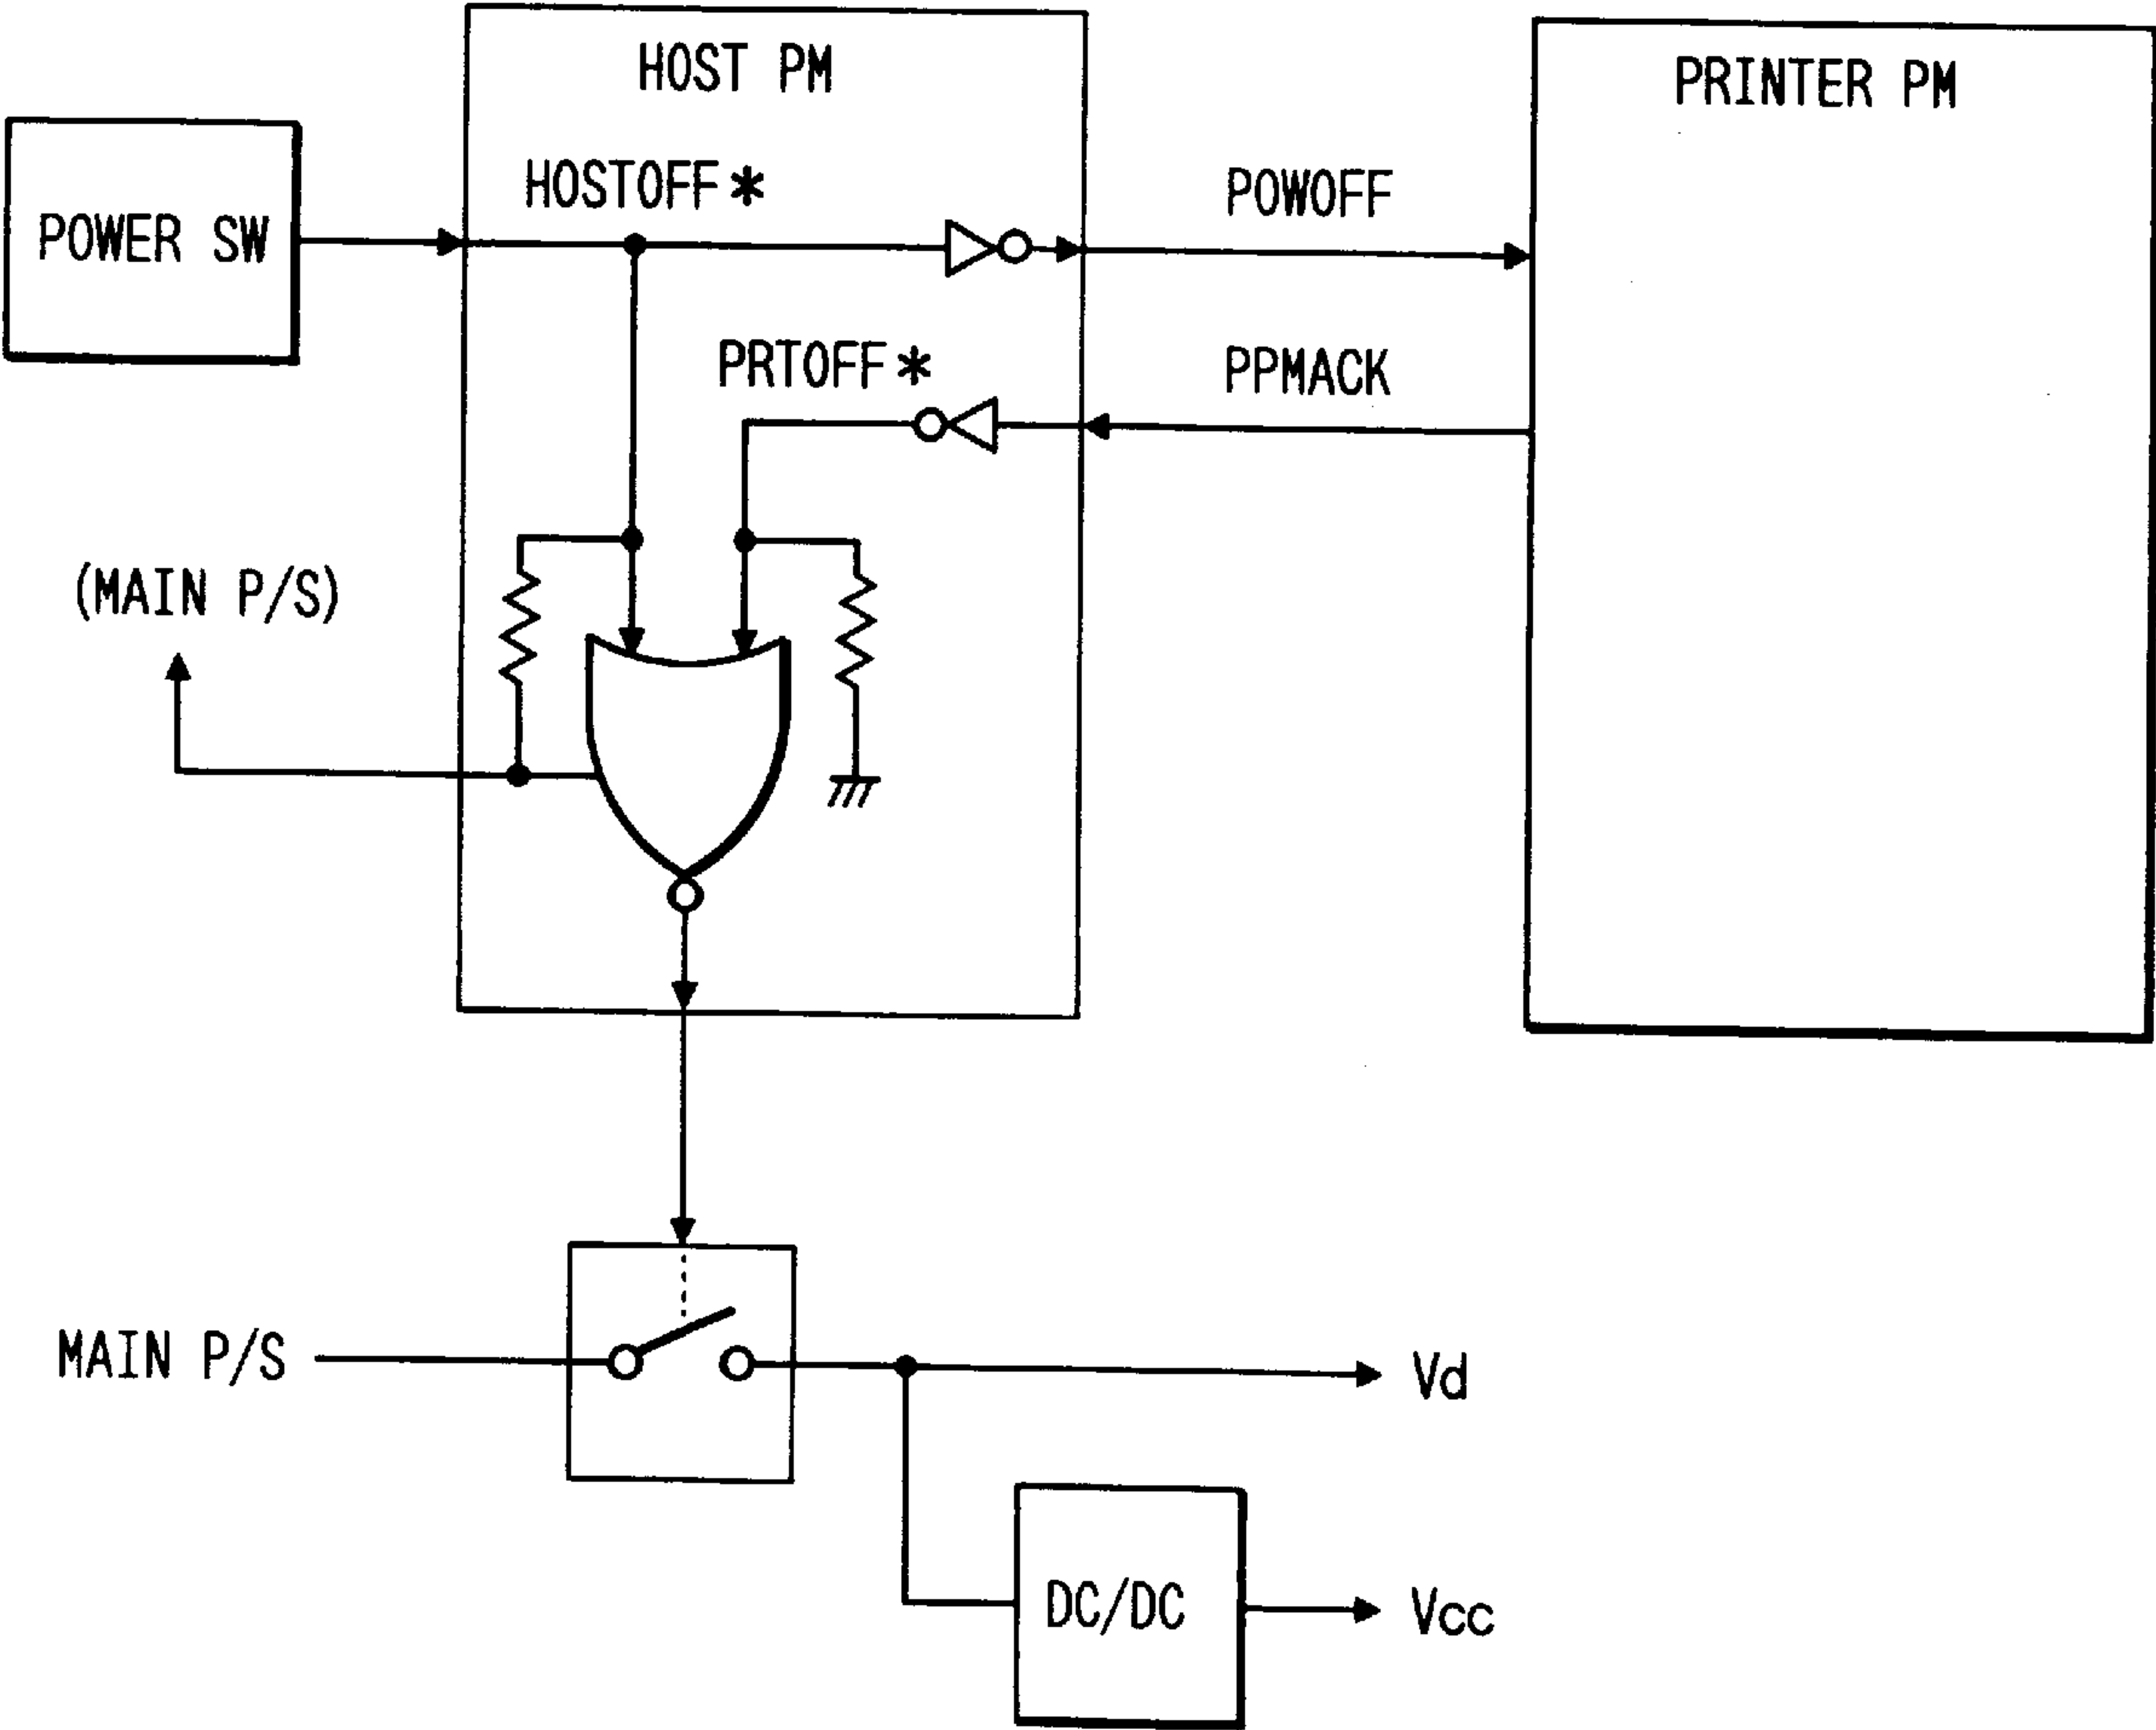 HOST PM
PRINTER PM
POWER SW
HOSTOFF*
POWOFF
PRTOFF*
PPMACK
(MAIN P/S)
MAIN P/S
Vd
DC/DC
Vcc